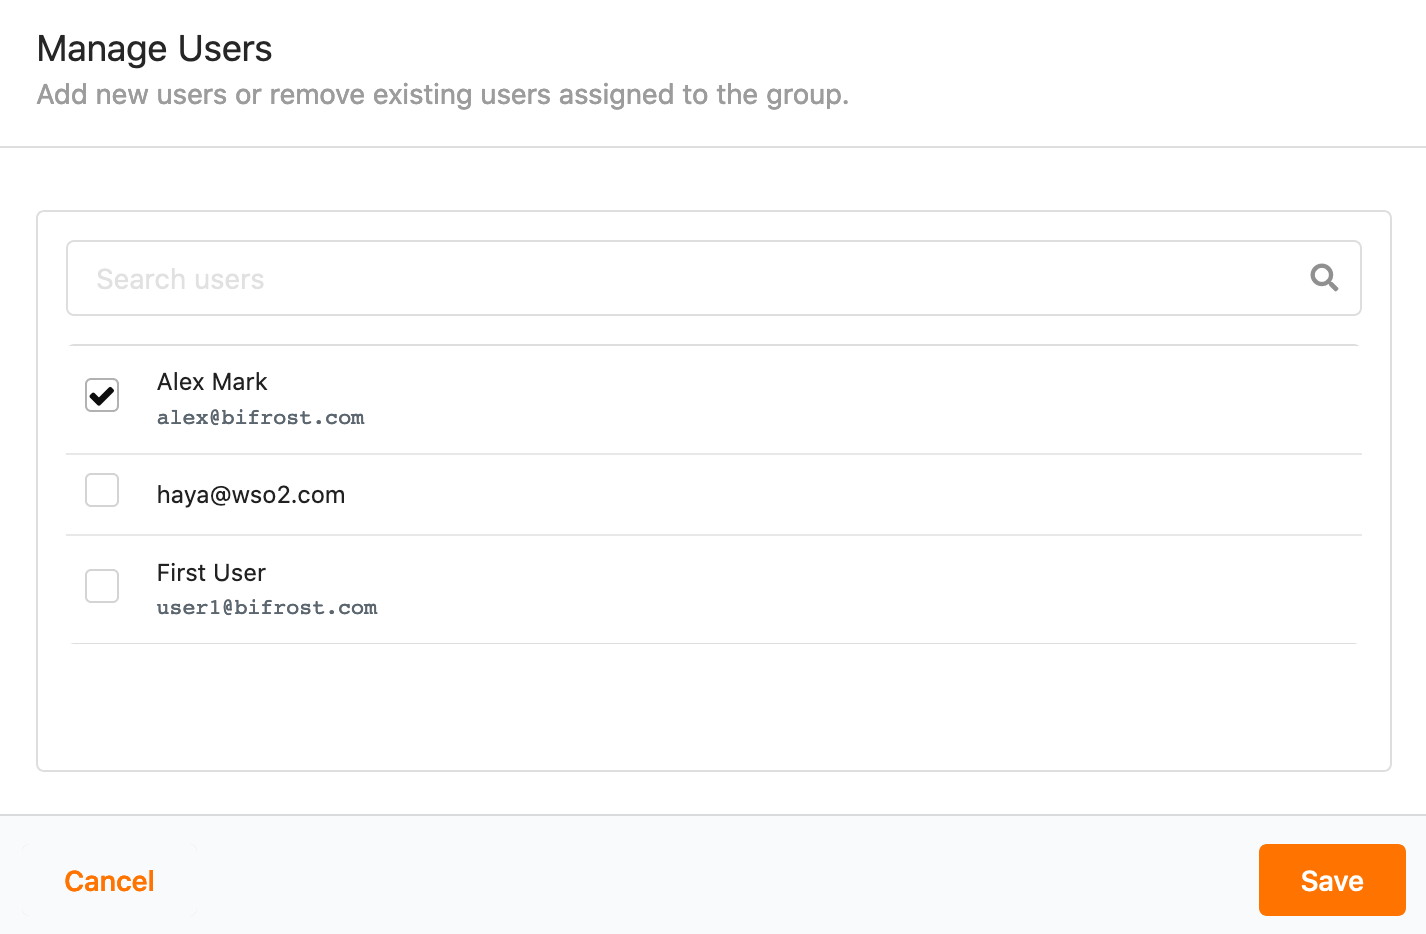 Manage Users
Add new users or remove existing users assigned to the group.
Search users
Alex Mark
alex@bifrost.com
haya@wso2.com
First User
user1@bifrost.com
Cancel
Save